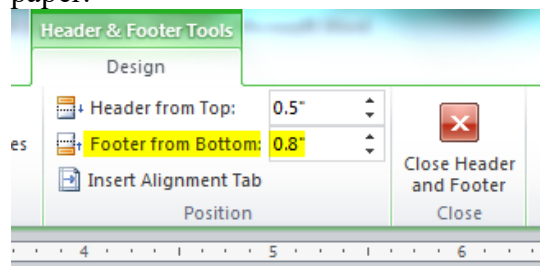 paper.
Header & Footer Tools
Design
Header from Top: 0.5"
es Footer from Bottom: 0.8"
Insert Alignment Tab
Close Header
and Footer
Position Close
4 5 6